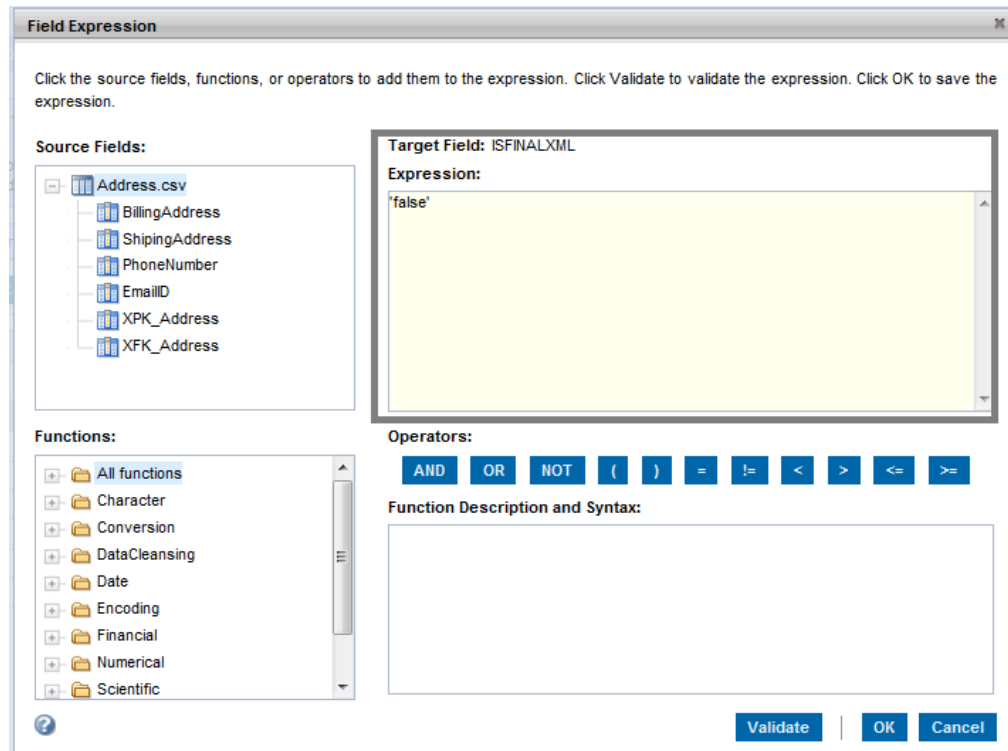 Field Expression
Click the source fields, functions, or operators to add them to the expression. Click Validate to validate the expression. Click OK to save the
expression.
Source Fields:
Address.csv
BillingAddress
ShipingAddress
PhoneNumber
EmailID
XPK_Address
XFK_Address
Target Field: ISFINALXML
Expression:
'false'
Functions:
All functions
Character
Conversion
DataCleansing
Date
Encoding
Financial
Numerical
Scientific
Operators:
AND OR NOT ( ) = != < > <= >=
Function Description and Syntax:
Validate OK Cancel